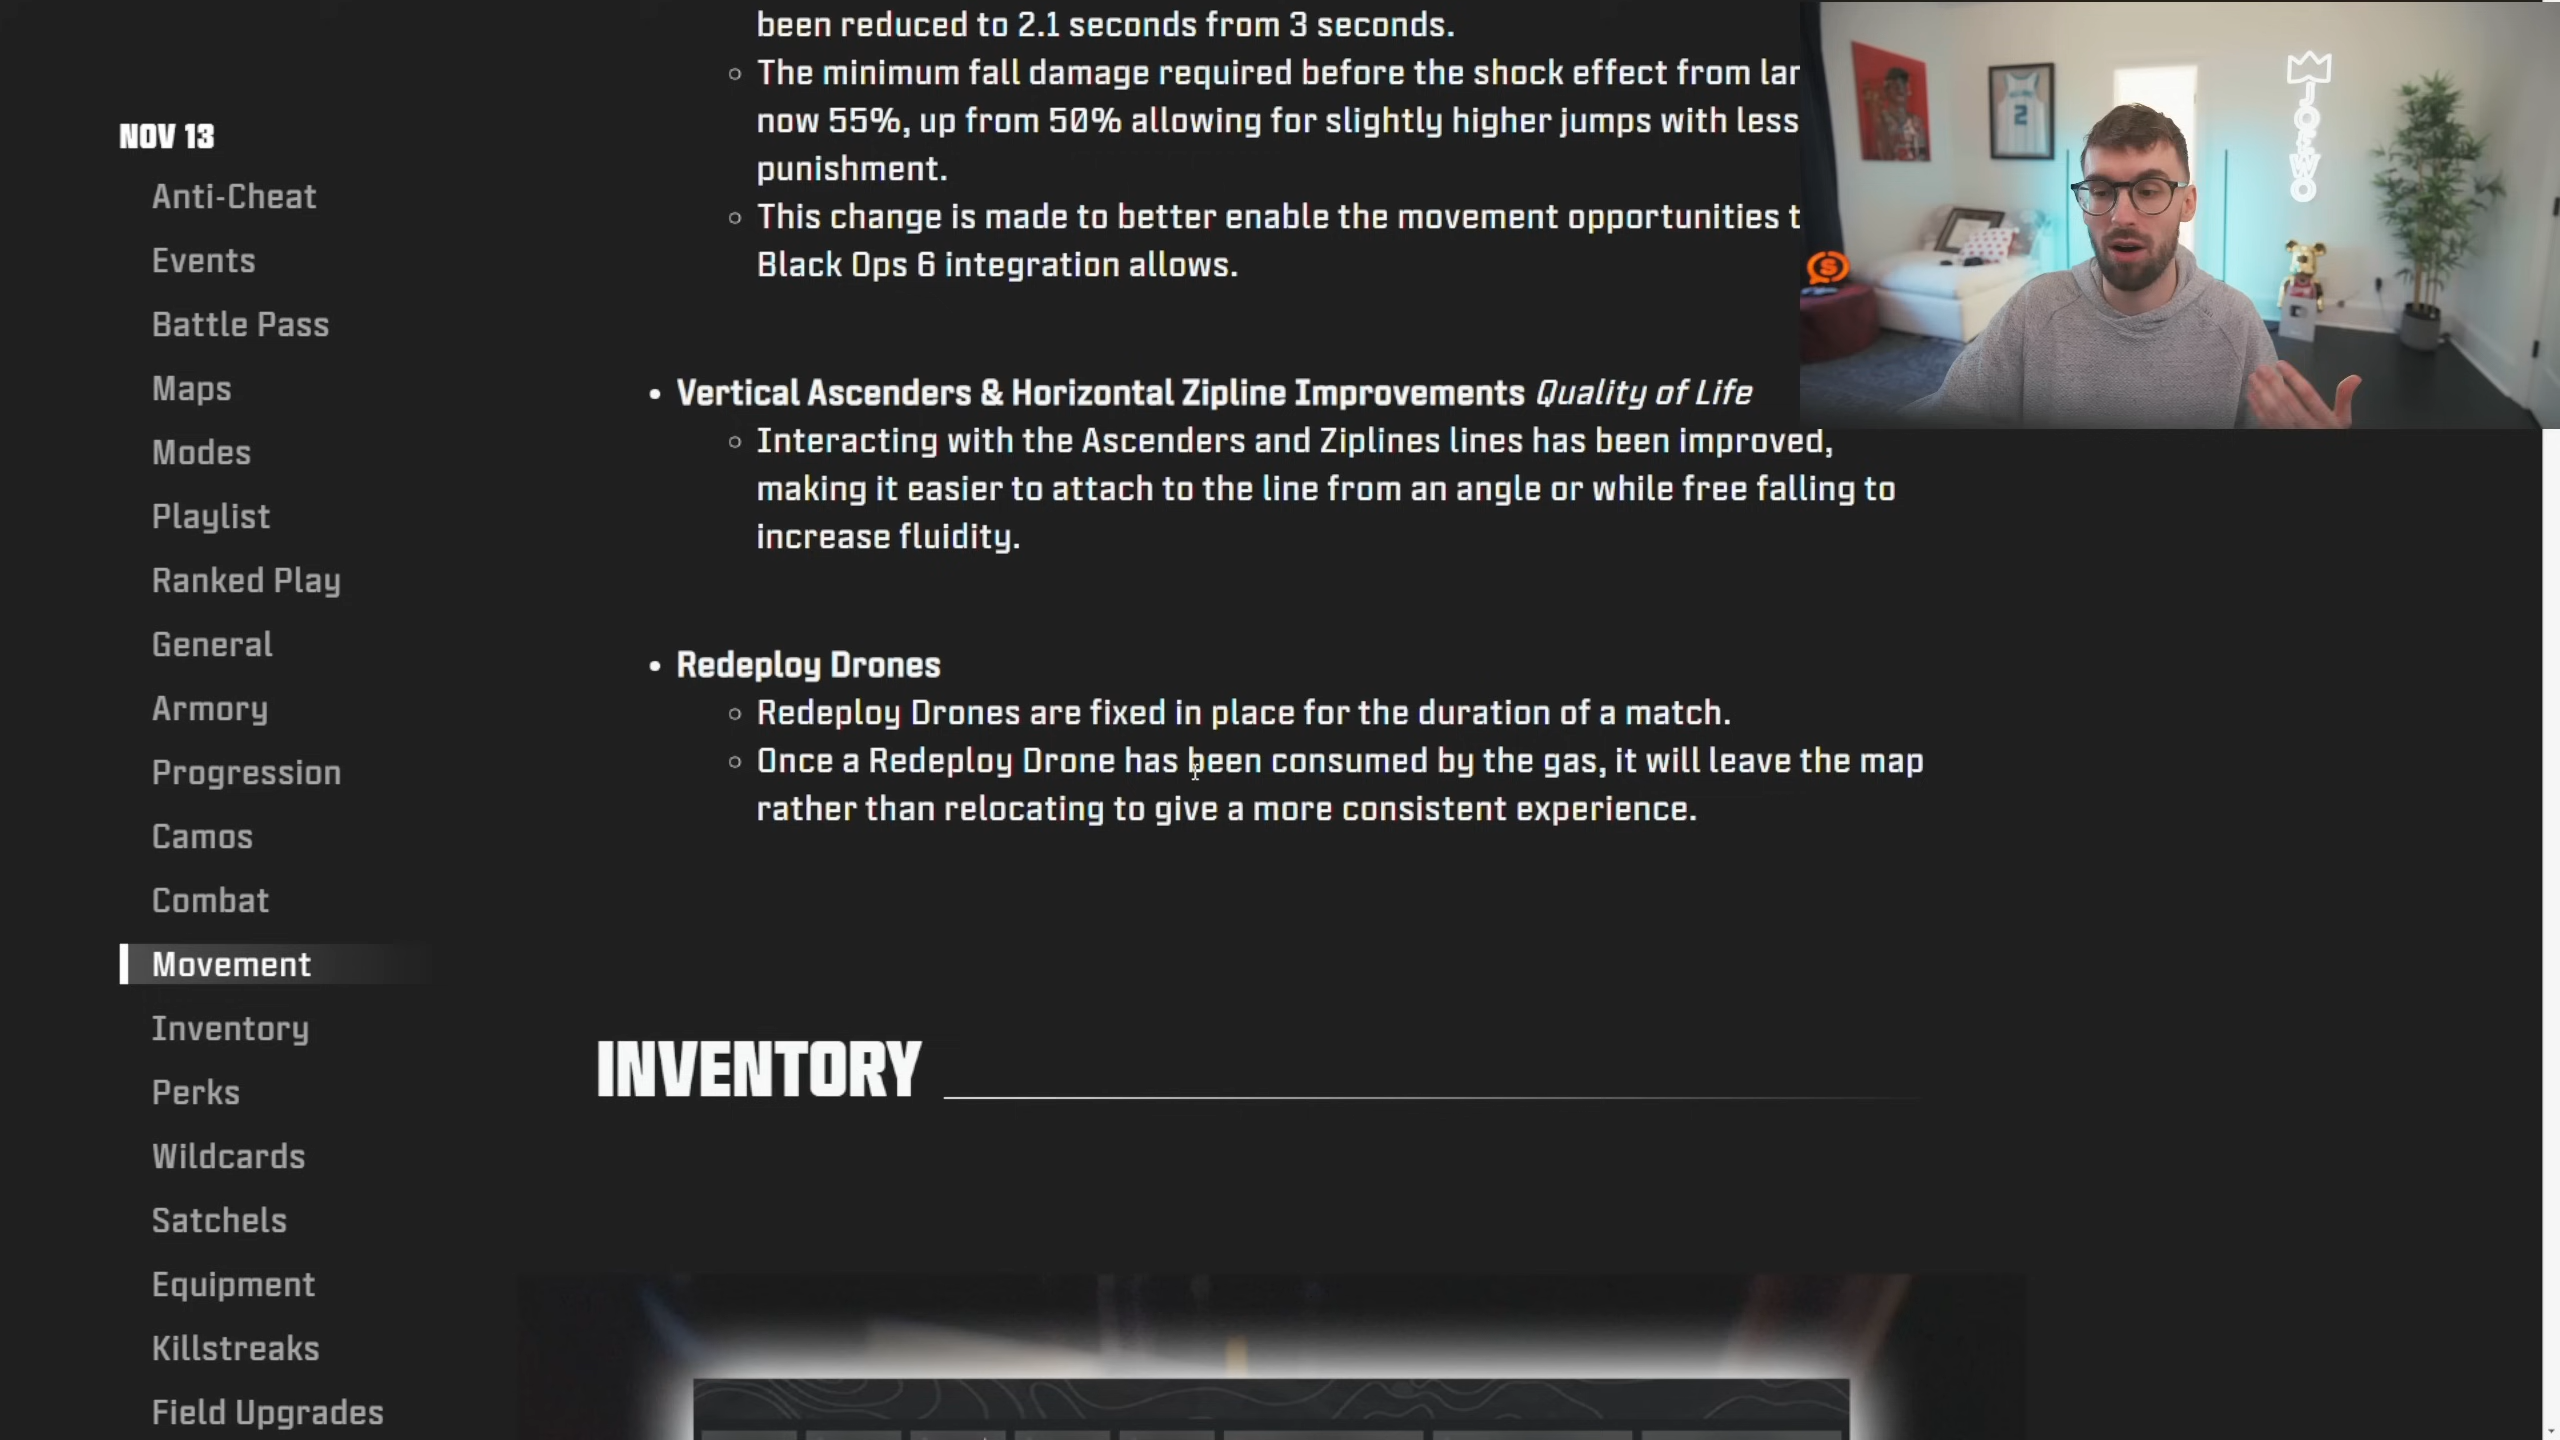 been reduced to 2.1 seconds from 3 seconds.
The minimum fall damage required before the shock effect from
now 55%, up from 50% allowing for slightly higher jumps with less
punishment.
This change is made to better enable the movement opportunities
Black Ops 6 integration allows.
Vertical Ascenders & Horizontal Zipline Improvements Quality of Life
Interacting with the Ascenders and Ziplines lines has been improved,
making it easier to attach to the line from an angle or while free falling to
increase fluidity.
Redeploy Drones
Redeploy Drones are fixed in place for the duration of a match.
Once a Redeploy Drone has been consumed by the gas, it will leave the map
rather than relocating to give a more consistent experience.
INVENTORY
NOV 13
Anti-Cheat
Events
Battle Pass
Maps
Modes
Playlist
Ranked Play
General
Armory
Progression
Camos
Combat
Movement
Inventory
Perks
Wildcards
Satchels
Equipment
Killstreaks
Field Upgrades
2
S